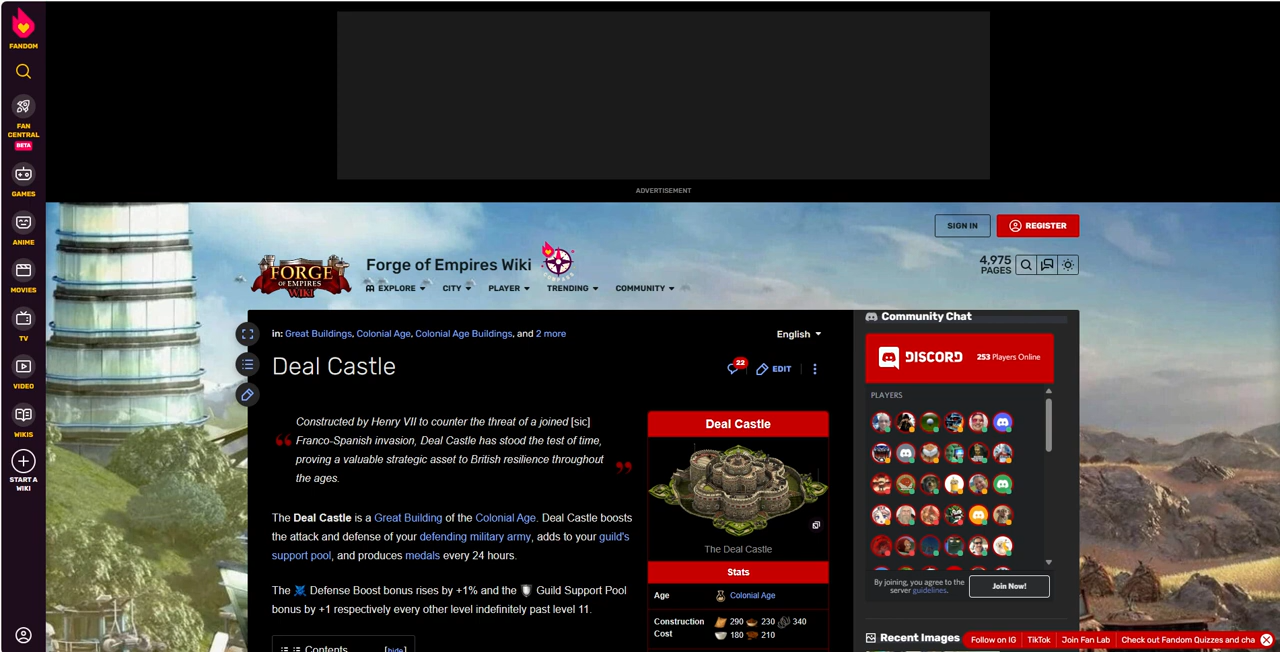 FANDOM
FAN
CENTRAL
BETA
GAMES
ANIME
MOVIES
TV
VIDEO
WIKIS
START A
WIKI
ADVERTISEMENT
SIGN IN
REGISTER
FORGE
OF EMPIRES
WIKI
Forge of Empires Wiki
4,975
PAGES
EXPLORE
CITY
PLAYER
TRENDING
COMMUNITY
in: Great Buildings, Colonial Age, Colonial Age Buildings, and 2 more
English
Deal Castle
22
EDIT
Constructed by Henry VII to counter the threat of a joined [sic]
Franco-Spanish invasion, Deal Castle has stood the test of time,
proving a valuable strategic asset to British resilience throughout
the ages.
The Deal Castle is a Great Building of the Colonial Age. Deal Castle boosts
the attack and defense of your defending military army, adds to your guild's
support pool, and produces medals every 24 hours.
The Defense Boost bonus rises by +1% and the Guild Support Pool
bonus by +1 respectively every other level indefinitely past level 11.
Contents [hide]
Deal Castle
The Deal Castle
Stats
Age Colonial Age
Construction
Cost
290 230 340
180 210
Community Chat
DISCORD 253 Players Online
PLAYERS
By joining, you agree to the
server guidelines.
Join Now!
Recent Images
Follow on IG TikTok Join Fan Lab Check out Fandom Quizzes and cha